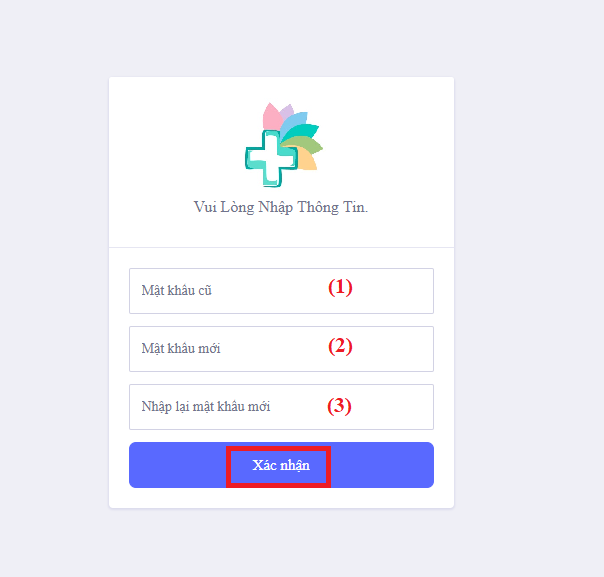 Vui Lòng Nhập Thông Tin.
Mật khẩu cũ (1)
Mật khẩu mới (2)
Nhập lại mật khẩu mới (3)
Xác nhận